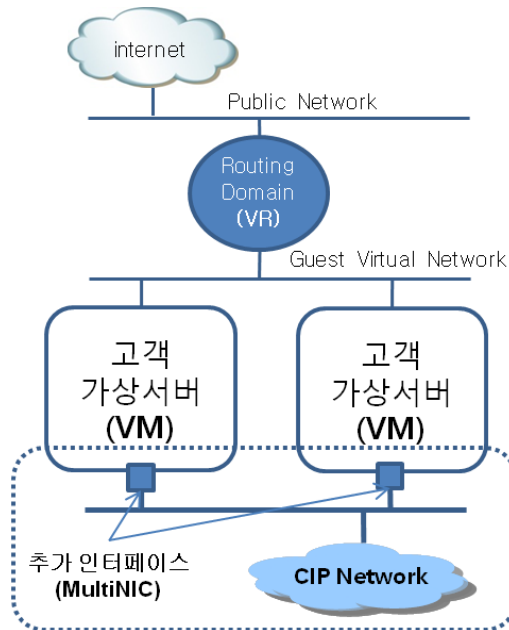 internet
Public Network
Routing
Domain
(VR)
Guest Virtual Network
고객
가상서버
(VM)
고객
가상서버
(VM)
추가 인터페이스
(MultiNIC)
CIP Network